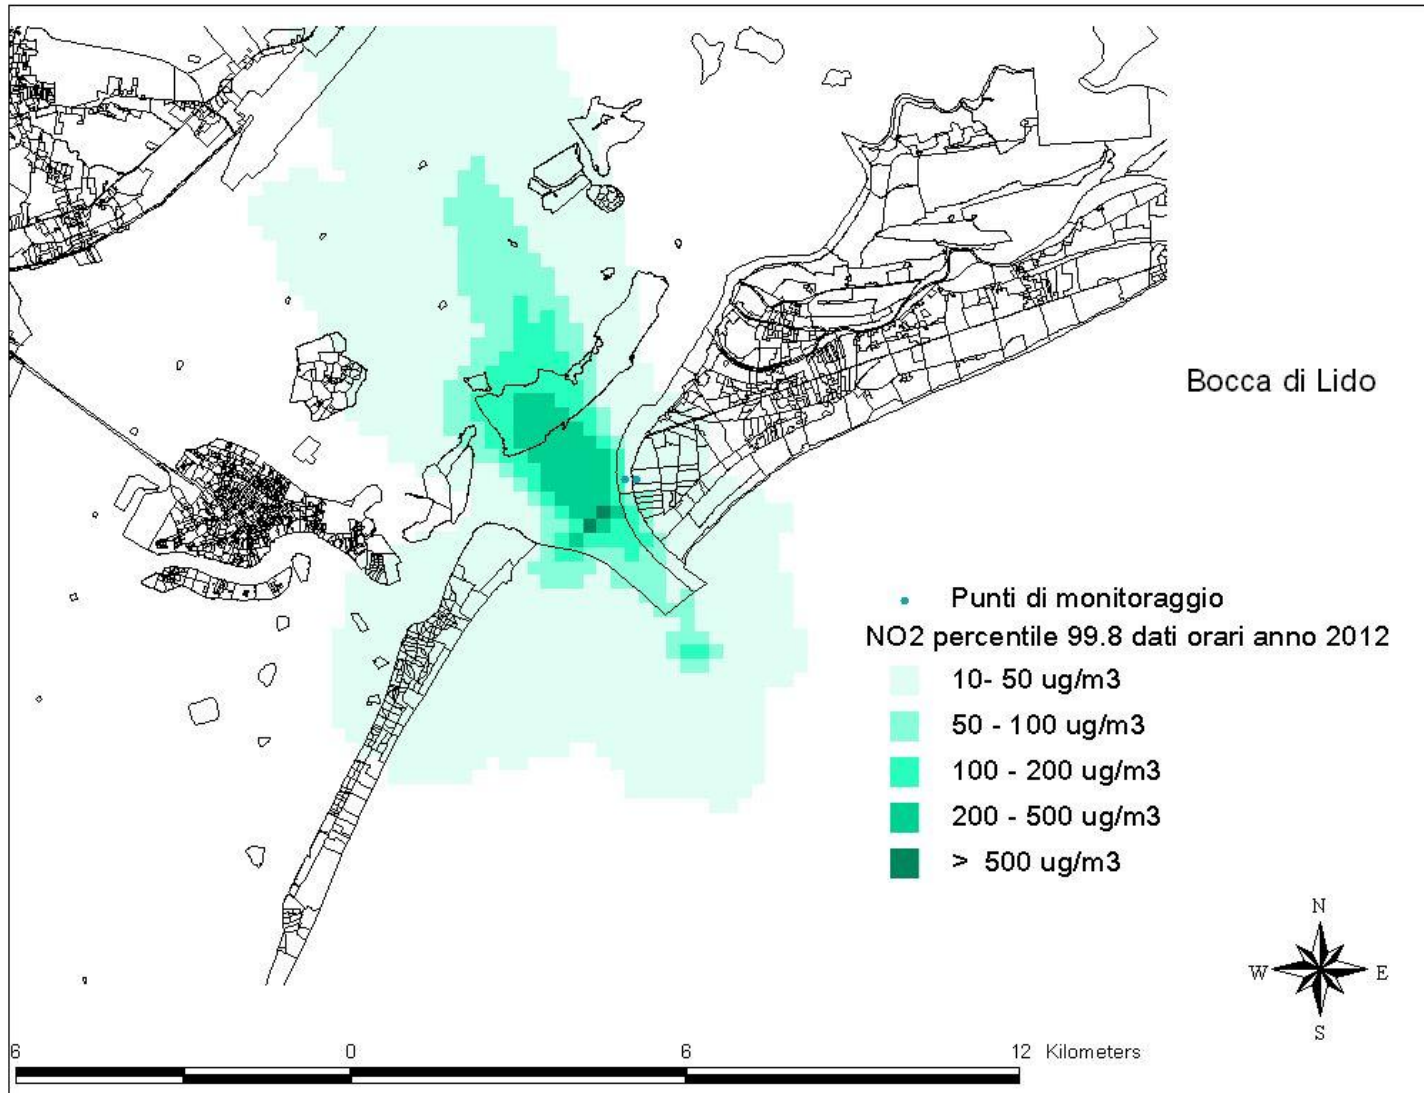 Bocca di Lido
Punti di monitoraggio
NO2 percentile 99.8 dati orari anno 2012
10- 50 ug/m3
50 - 100 ug/m3
100 - 200 ug/m3
200 - 500 ug/m3
> 500 ug/m3
N
W E
S
6 0 6 12 Kilometers